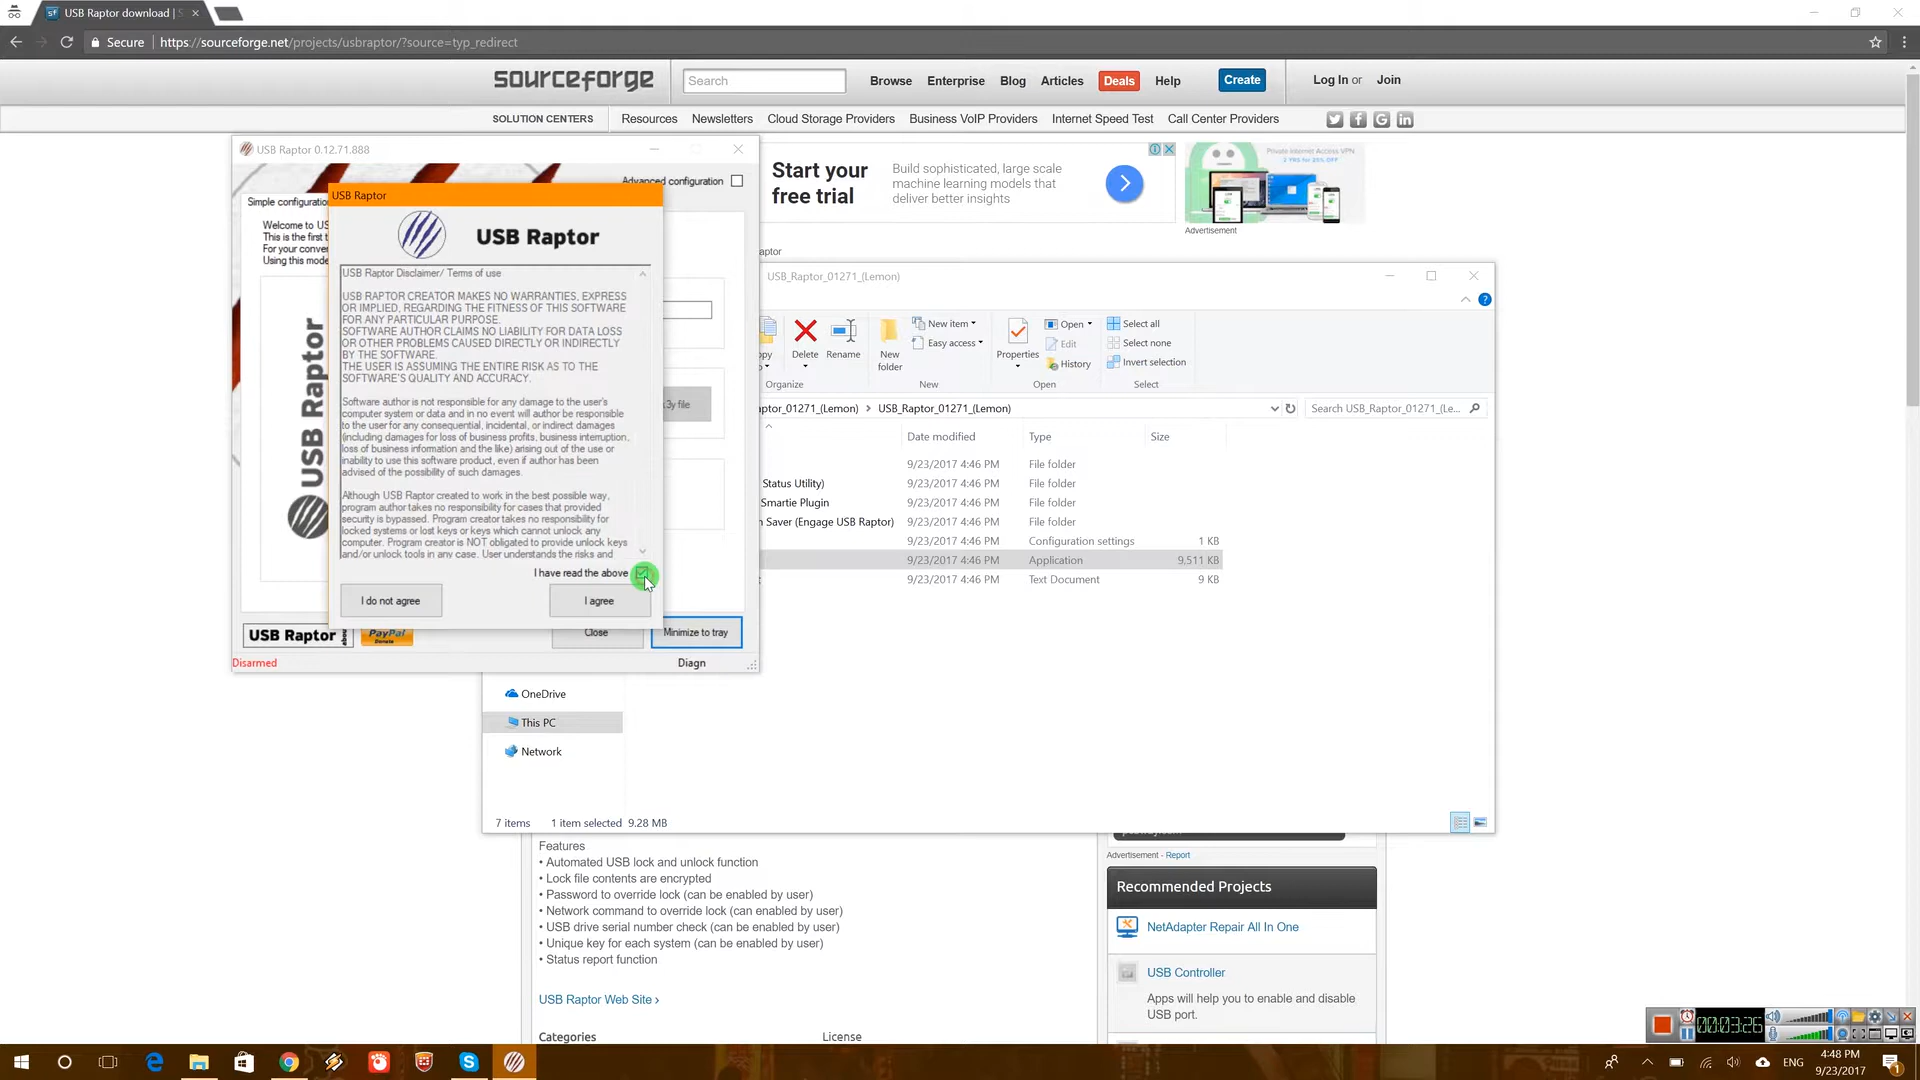 USB Raptor download | S
Secure
https://sourceforge.net/projects/usbraptor/?source=typ_redirect
sourceforge
Search
Browse
Enterprise
Blog
Articles
Deals
Help
Create
Log In or
Join
SOLUTION CENTERS
Resources
Newsletters
Cloud Storage Providers
Business VoIP Providers
Internet Speed Test
Call Center Providers
USB Raptor 0.12.71.888
Advanced configuration
Simple configuratio
Welcome to US
This is the first t
For your conver
Using this mode
USB Raptor
USB Raptor
USB Raptor
USB Raptor Disclaimer/ Terms of use
USB RAPTOR CREATOR MAKES NO WARRANTIES, EXPRESS
OR IMPLIED, REGARDING THE FITNESS OF THIS SOFTWARE
FOR ANY PARTICULAR PURPOSE.
SOFTWARE AUTHOR CLAIMS NO LIABILITY FOR DATA LOSS
OR OTHER PROBLEMS CAUSED DIRECTLY OR INDIRECTLY
BY THE SOFTWARE.
THE USER IS ASSUMING THE ENTIRE RISK AS TO THE
SOFTWARE'S QUALITY AND ACCURACY.
Software author is not responsible for any damage to the user's
computer system or data and in no event will author be responsible
to the user for any consequential, incidental, or indirect damages
(including damages for loss of business profits, business interruption,
loss of business information and the like) arising out of the use or
inability to use this software product, even if author has been
advised of the possibility of such damages.
Although USB Raptor created to work in the best possible way,
program author takes no responsibility for cases that provided
security is bypassed. Program creator takes no responsibility for
locked systems or lost keys or keys which cannot unlock any
computer. Program creator is NOT obligated to provide unlock keys
and/or unlock tools in any case. User understands the risks and
I have read the above
I do not agree
I agree
k3y file
USB Raptor
about
PayPal
Donate
Close
Minimize to tray
Disarmed
Diagn
Start your
free trial
Build sophisticated, large scale
machine learning models that
deliver better insights
Private Internet Access VPN
2 YRS for 25% OFF
Advertisement
aptor
USB_Raptor_01271_(Lemon)
opy
Delete
Rename
New
folder
New item
Easy access
Properties
Open
Edit
History
Select all
Select none
Invert selection
Organize
New
Open
Select
aptor_01271_(Lemon)
USB_Raptor_01271_(Lemon)
Search USB_Raptor_01271_(Le...
Date modified
Type
Size
9/23/2017 4:46 PM File folder
Status Utility) 9/23/2017 4:46 PM File folder
Smartie Plugin 9/23/2017 4:46 PM File folder
n Saver (Engage USB Raptor) 9/23/2017 4:46 PM File folder
9/23/2017 4:46 PM Configuration settings 1 KB
9/23/2017 4:46 PM Application 9,511 KB
9/23/2017 4:46 PM Text Document 9 KB
OneDrive
This PC
Network
7 items
1 item selected 9.28 MB
Features
• Automated USB lock and unlock function
• Lock file contents are encrypted
• Password to override lock (can be enabled by user)
• Network command to override lock (can enabled by user)
• USB drive serial number check (can be enabled by user)
• Unique key for each system (can be enabled by user)
• Status report function
USB Raptor Web Site ›
Categories
License
Advertisement - Report
Recommended Projects
NetAdapter Repair All In One
USB Controller
Apps will help you to enable and disable
USB port.
00:03:26
ENG
4:48 PM
9/23/2017
1